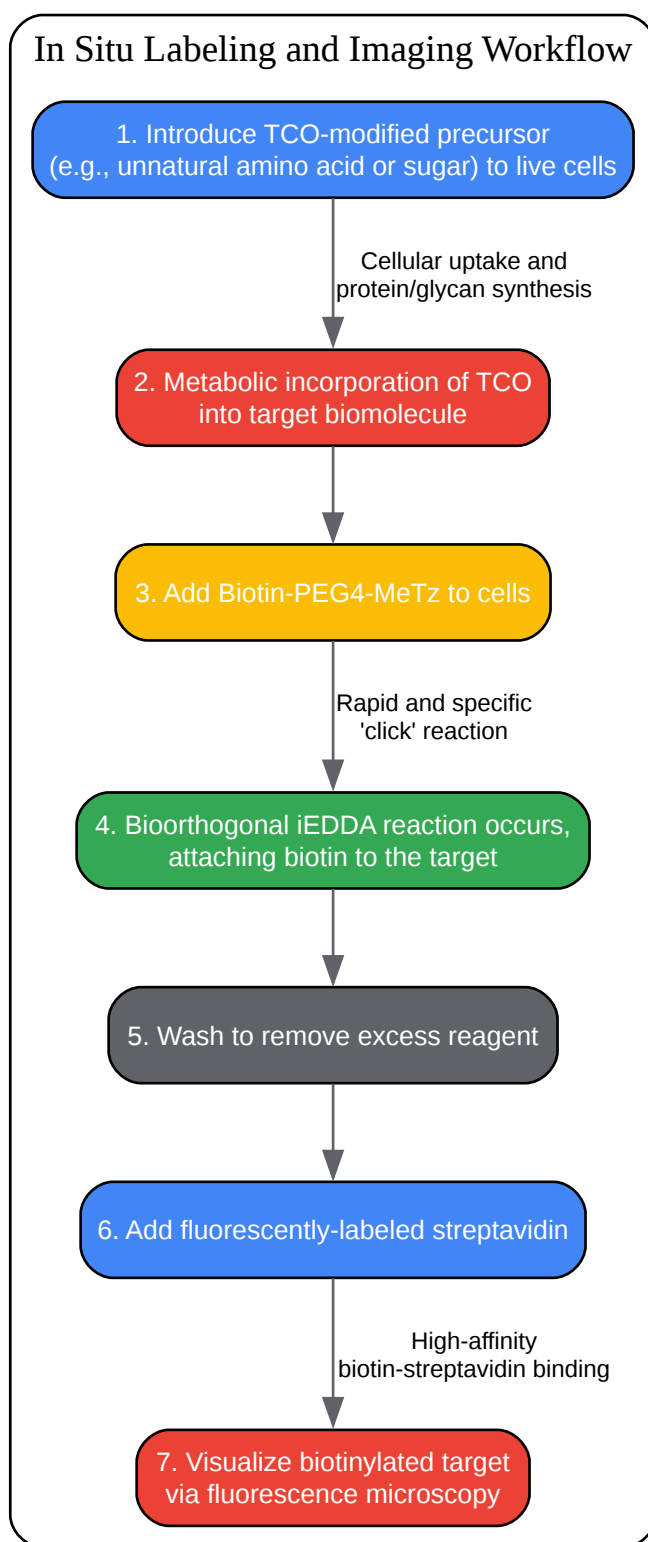 In Situ Labeling and Imaging Workflow
1. Introduce TCO-modified precursor
(e.g., unnatural amino acid or sugar) to live cells
Cellular uptake and
protein/glycan synthesis
2. Metabolic incorporation of TCO
into target biomolecule
3. Add Biotin-PEG4-MeTz to cells
Rapid and specific
'click' reaction
4. Bioorthogonal iEDDA reaction occurs,
attaching biotin to the target
5. Wash to remove excess reagent
6. Add fluorescently-labeled streptavidin
High-affinity
biotin-streptavidin binding
7. Visualize biotinylated target
via fluorescence microscopy